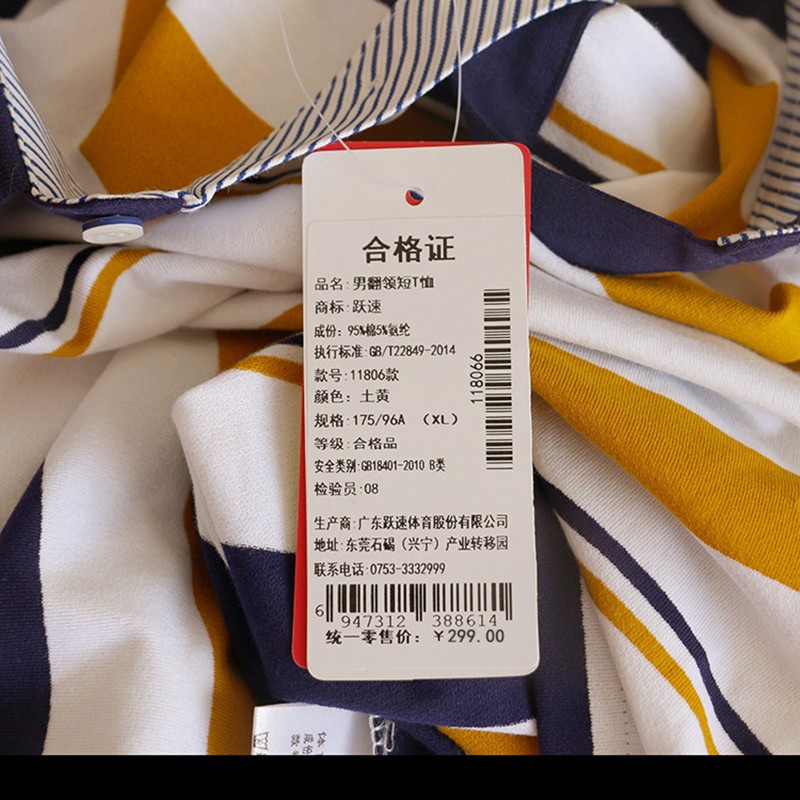 合格证
品名:男翻领短T恤
商标:跃速
成份: 95%棉5%氨纶
执行标准:GB/T22849-2014
款号:11806款
颜色: 土黄
规格:175/96A （XL）
等级:合格品
安全类别:GB18401-2010 B类
检验员:08
118066
生产商:广东跃速体育股份有限公司
地址:东莞石碣（兴宁）产业转移园
联系电话:0753-3332999
6 947312 388614
统一零售价: ￥299.00